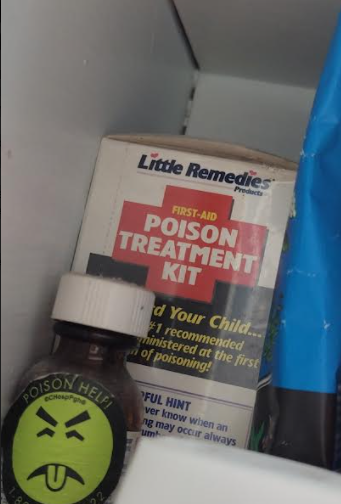 Little Remedies
Products
FIRST-AID
POISON
TREATMENT
KIT
d Your Child...
#1 recommended
ministered at the first
n of poisoning!
PFUL HINT
ver know when an
ng may occur always
POISON HELP!